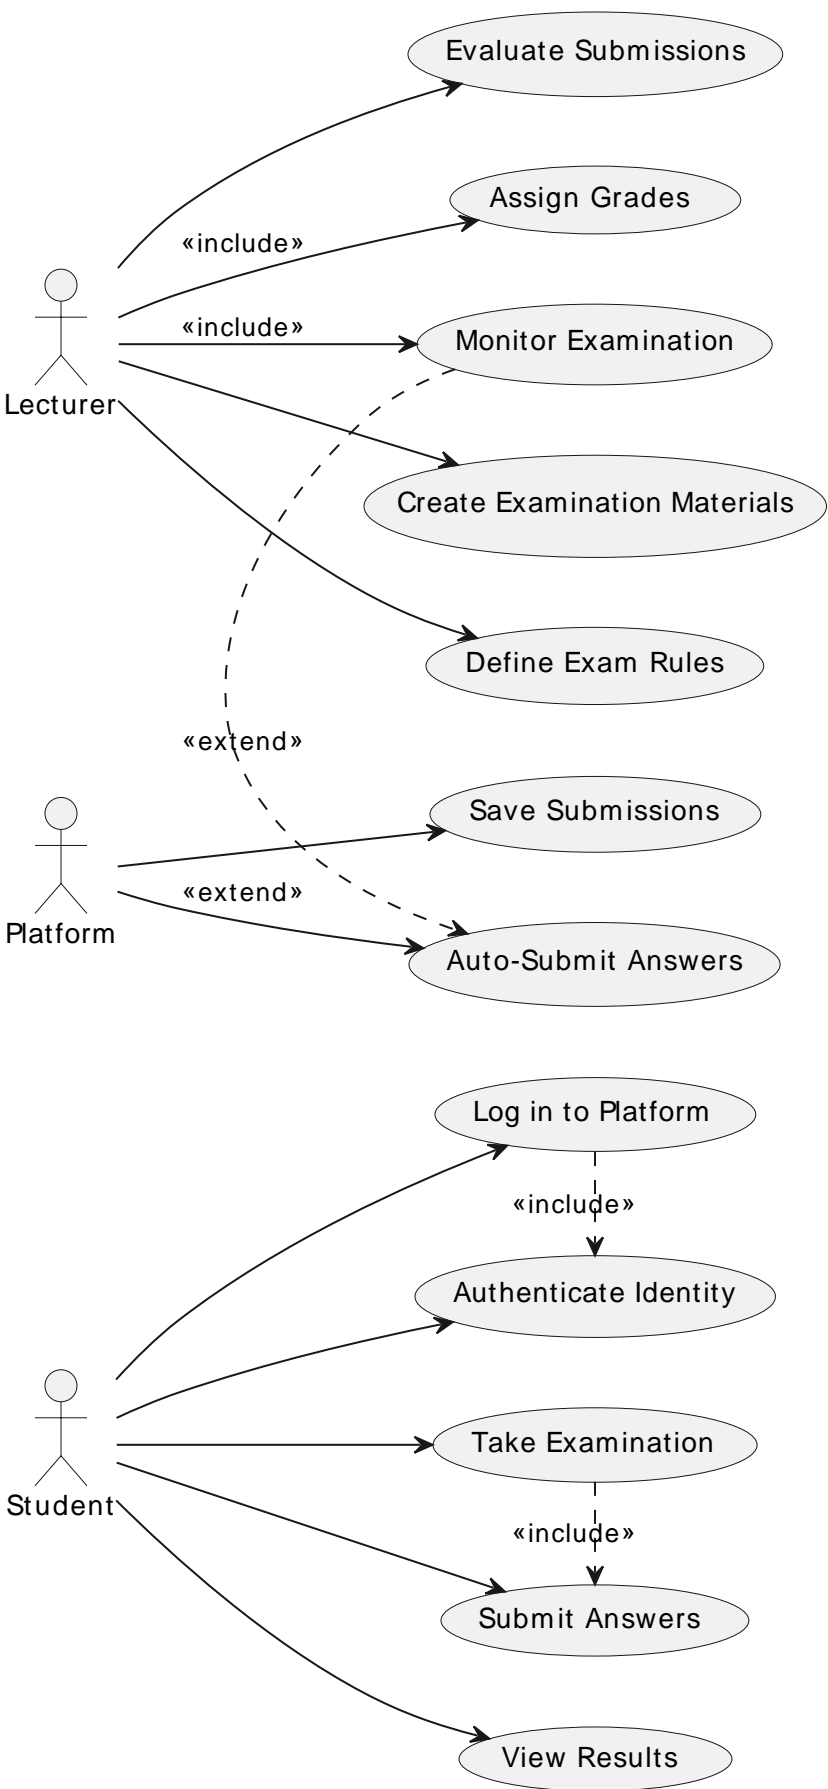 Evaluate Submissions
Assign Grades
«include»
«include»
Monitor Examination
Lecturer
Create Examination Materials
Define Exam Rules
«extend»
Save Submissions
«extend»
Platform
Auto-Submit Answers
Log in to Platform
«include»
Authenticate Identity
Take Examination
Student
«include»
Submit Answers
View Results